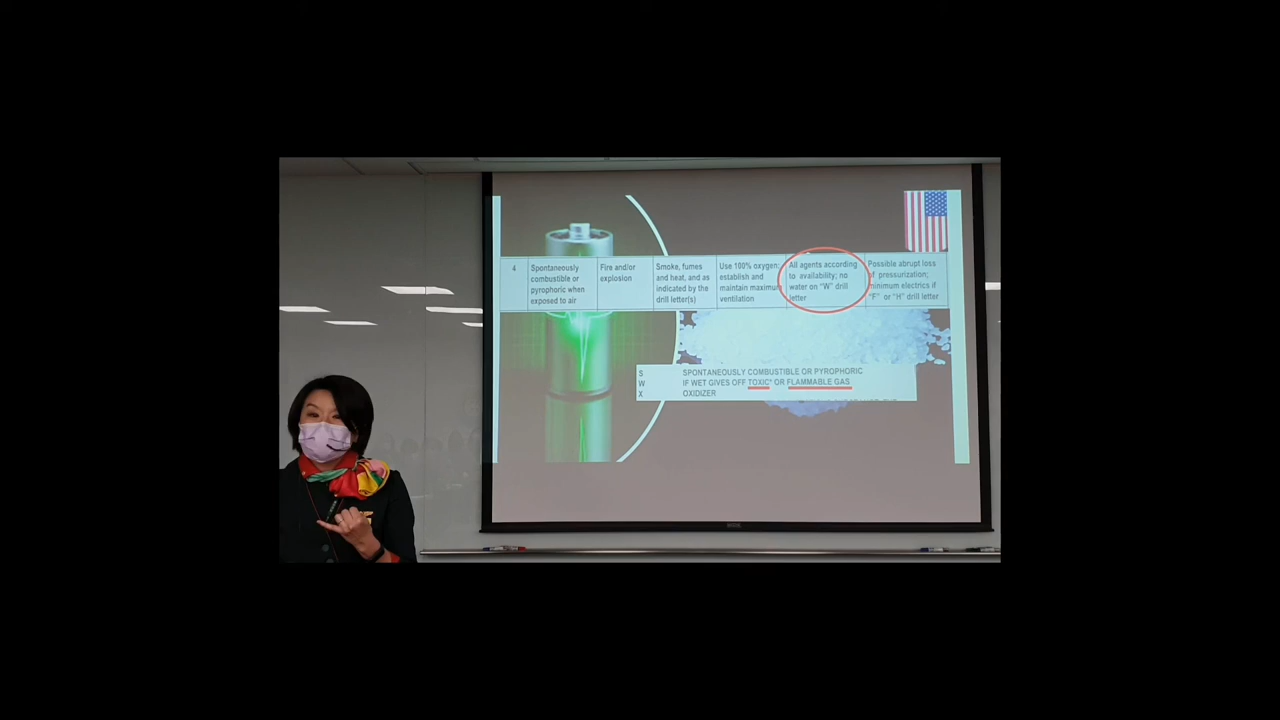 4
Spontaneously
combustible or
pyrophoric when
exposed to air
Fire and/or
explosion
Smoke, fumes
and heat, and as
indicated by the
drill letter(s)
Use 100% oxygen;
establish and
maintain maximum
ventilation
All agents according
to availability; no
water on “W” drill
letter
Possible abrupt loss
of pressurization;
minimum electrics if
“F” or “H” drill letter
S SPONTANEOUSLY COMBUSTIBLE OR PYROPHORIC
W IF WET GIVES OFF TOXIC* OR FLAMMABLE GAS
X OXIDIZER